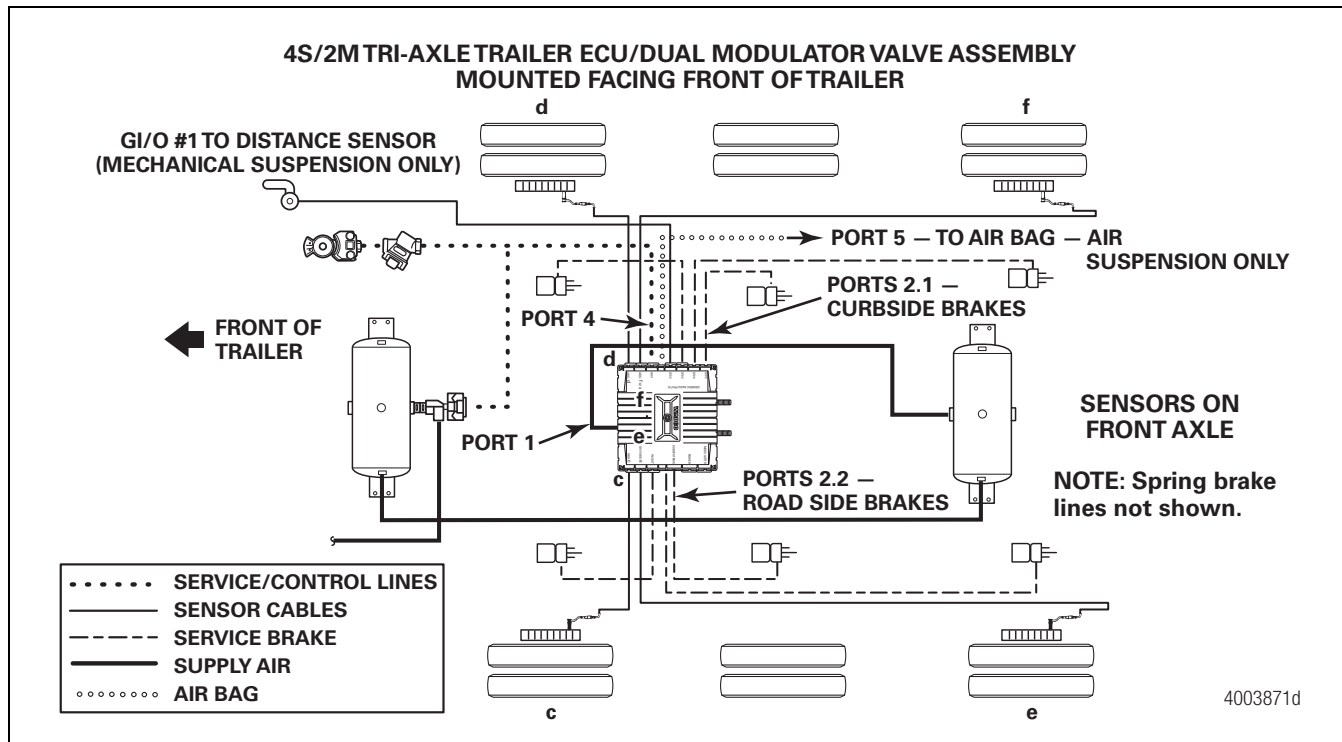 4S/2M TRI-AXLE TRAILER ECU/DUAL MODULATOR VALVE ASSEMBLY
MOUNTED FACING FRONT OF TRAILER
d
f
GI/O #1 TO DISTANCE SENSOR
(MECHANICAL SUSPENSION ONLY)
PORT 5 — TO AIR BAG — AIR
SUSPENSION ONLY
PORTS 2.1 —
CURBSIDE BRAKES
PORT 4
FRONT OF
TRAILER
d
f
e
c
PORT 1
SENSORS ON
FRONT AXLE
PORTS 2.2 —
ROAD SIDE BRAKES
NOTE: Spring brake
lines not shown.
SERVICE/CONTROL LINES
SENSOR CABLES
SERVICE BRAKE
SUPPLY AIR
AIR BAG
c
e
4003871d